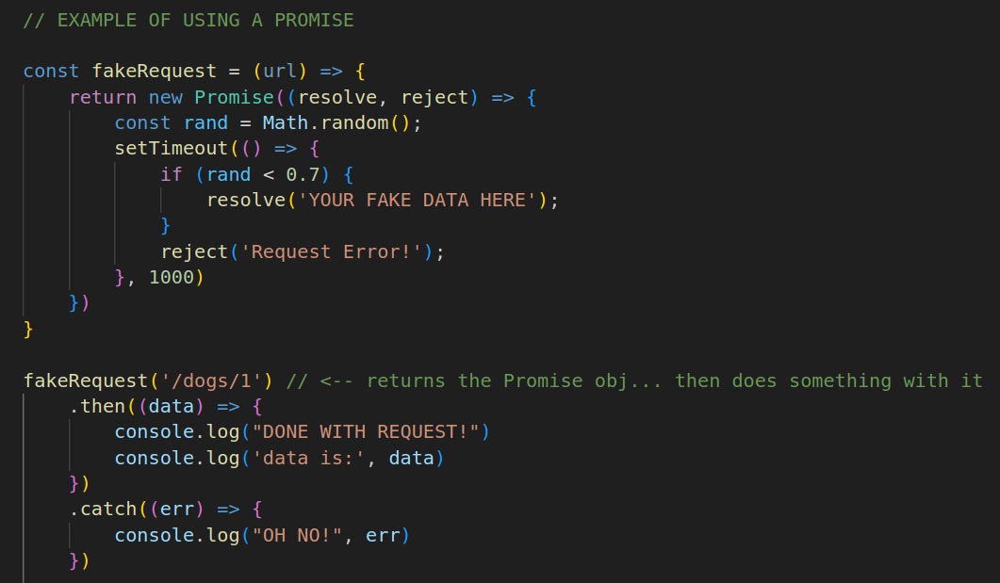 // EXAMPLE OF USING A PROMISE

const fakeRequest = (url) => {
    return new Promise((resolve, reject) => {
        const rand = Math.random();
        setTimeout(() => {
            if (rand < 0.7) {
                resolve('YOUR FAKE DATA HERE');
            }
            reject('Request Error!');
        }, 1000)
    })
}

fakeRequest('/dogs/1') // <-- returns the Promise obj... then does something with it
    .then((data) => {
        console.log("DONE WITH REQUEST!")
        console.log('data is:', data)
    })
    .catch((err) => {
        console.log("OH NO!", err)
    })